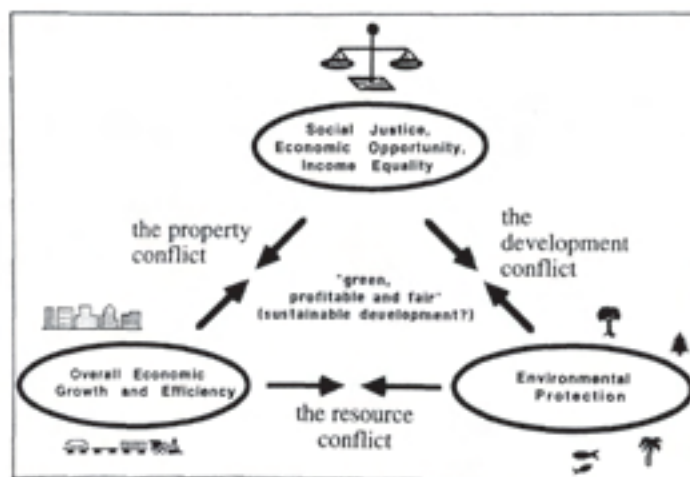 Social Justice,
Economic Opportunity,
Income Equality
the property
conflict
the
development
conflict
"green,
profitable and fair"
(sustainable development?)
Overall Economic
Growth and Efficiency
Environmental
Protection
the resource
conflict